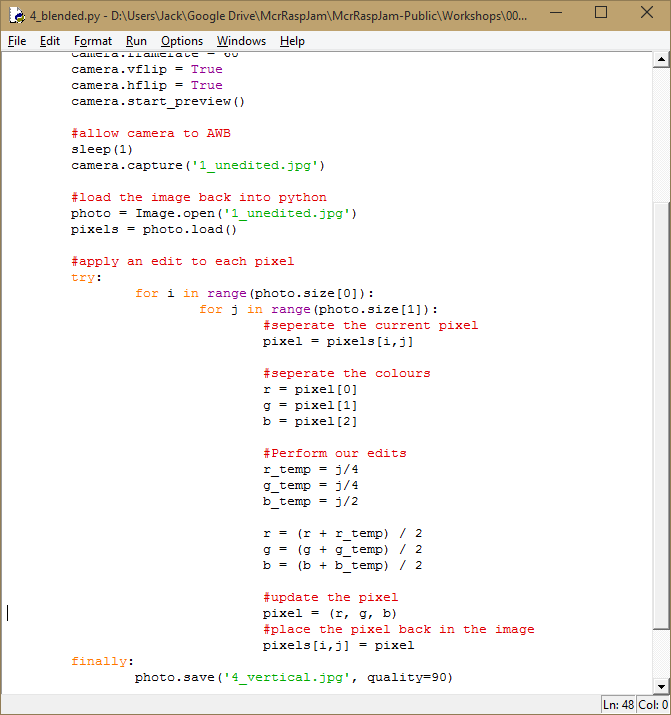 4_blended.py - D:\Users\Jack\Google Drive\McrRaspJam\McrRaspJam-Public\Workshops\00...
File Edit Format Run Options Windows Help
camera.framerate = 60
camera.vflip = True
camera.hflip = True
camera.start_preview()
#allow camera to AWB
sleep(1)
camera.capture('1_unedited.jpg')
#load the image back into python
photo = Image.open('1_unedited.jpg')
pixels = photo.load()
#apply an edit to each pixel
try:
for i in range(photo.size[0]):
for j in range(photo.size[1]):
#seperate the current pixel
pixel = pixels[i,j]
#seperate the colours
r = pixel[0]
g = pixel[1]
b = pixel[2]
#Perform our edits
r_temp = j/4
g_temp = j/4
b_temp = j/2
r = (r + r_temp) / 2
g = (g + g_temp) / 2
b = (b + b_temp) / 2
#update the pixel
pixel = (r, g, b)
#place the pixel back in the image
pixels[i,j] = pixel
finally:
photo.save('4_vertical.jpg', quality=90)
Ln: 48 Col: 0